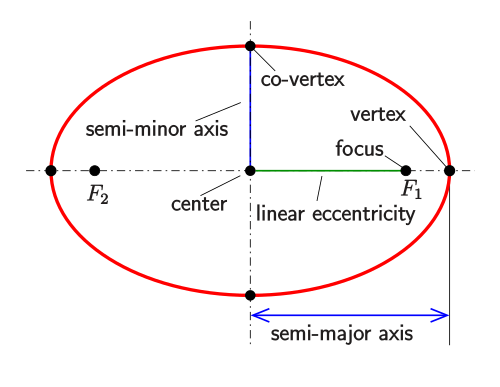 co-vertex
vertex
semi-minor axis
focus
F₂
F₁
center
linear eccentricity
semi-major axis